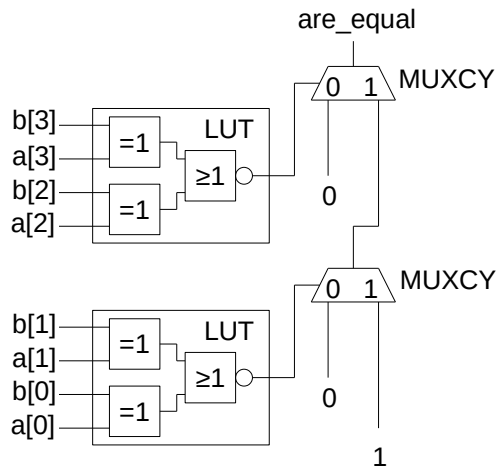 are_equal
0 1 MUXCY
LUT
b[3]
=1
a[3]
≥1
b[2]
0
=1
a[2]
0 1 MUXCY
LUT
b[1]
=1
a[1]
≥1
b[0]
0
=1
a[0]
1